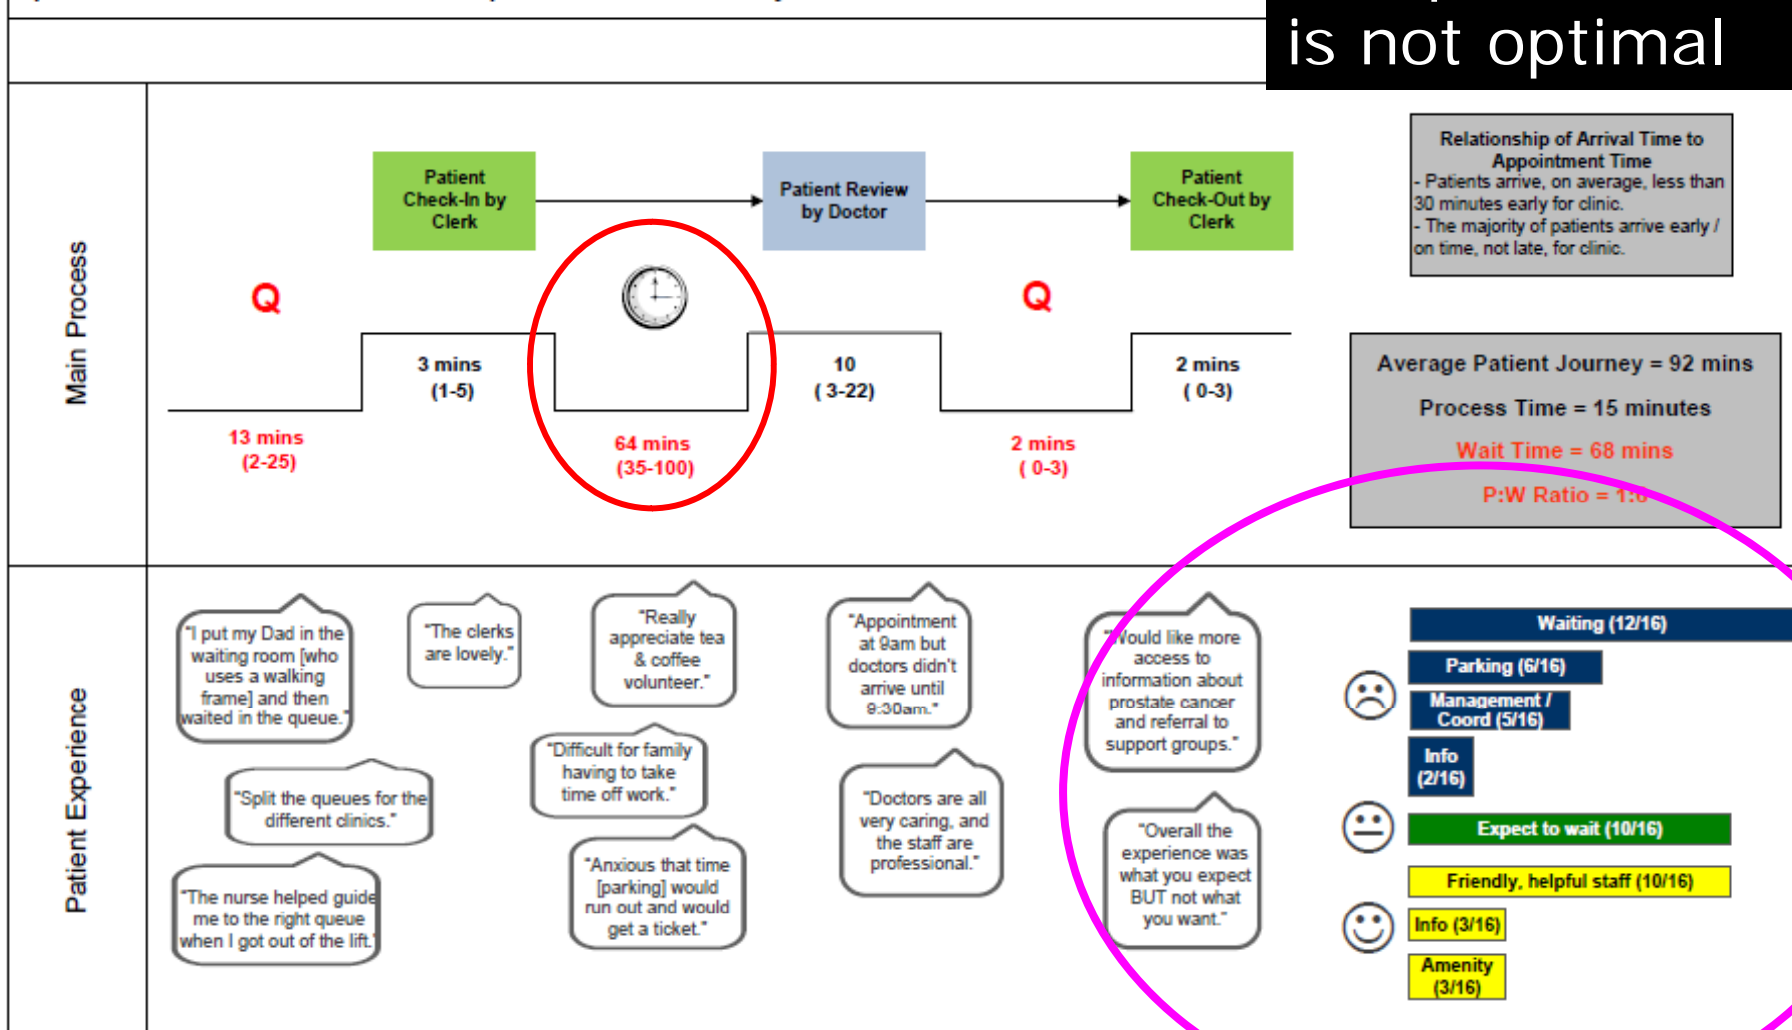 is not optimal
Main Process
Patient
Check-In by
Clerk
Patient Review
by Doctor
Patient
Check-Out by
Clerk
Q
Q
3 mins
(1-5)
10
( 3-22)
2 mins
( 0-3)
13 mins
(2-25)
64 mins
(35-100)
2 mins
( 0-3)
Relationship of Arrival Time to
Appointment Time
- Patients arrive, on average, less than
30 minutes early for clinic.
- The majority of patients arrive early /
on time, not late, for clinic.
Average Patient Journey = 92 mins
Process Time = 15 minutes
Wait Time = 68 mins
P:W Ratio = 1:6
Patient Experience
"I put my Dad in the
waiting room [who
uses a walking
frame] and then
waited in the queue."
"The clerks
are lovely."
"Really
appreciate tea
& coffee
volunteer."
"Appointment
at 9am but
doctors didn't
arrive until
9:30am."
"Would like more
access to
information about
prostate cancer
and referral to
support groups."
"Split the queues for the
different clinics."
"Difficult for family
having to take
time off work."
"The nurse helped guide
me to the right queue
when I got out of the lift."
"Anxious that time
[parking] would
run out and would
get a ticket."
"Doctors are all
very caring, and
the staff are
professional."
"Overall the
experience was
what you expect
BUT not what
you want."
Waiting (12/16)
Parking (6/16)
Management /
Coord (5/16)
Info
(2/16)
Expect to wait (10/16)
Friendly, helpful staff (10/16)
Info (3/16)
Amenity
(3/16)